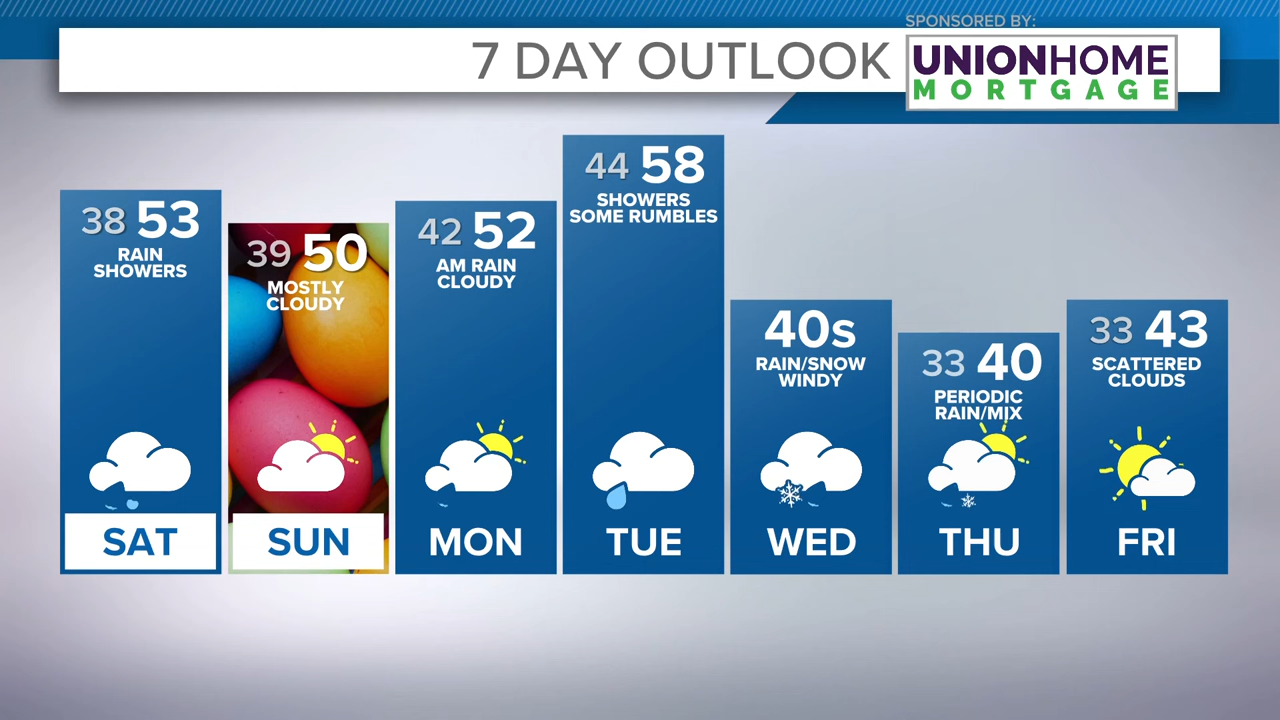 SPONSORED BY:
7 DAY OUTLOOK
UNIONHOME
MORTGAGE
38 53
RAIN
SHOWERS
SAT
39 50
MOSTLY
CLOUDY
SUN
42 52
AM RAIN
CLOUDY
MON
44 58
SHOWERS
SOME RUMBLES
TUE
40s
RAIN/SNOW
WINDY
WED
33 40
PERIODIC
RAIN/MIX
THU
33 43
SCATTERED
CLOUDS
FRI